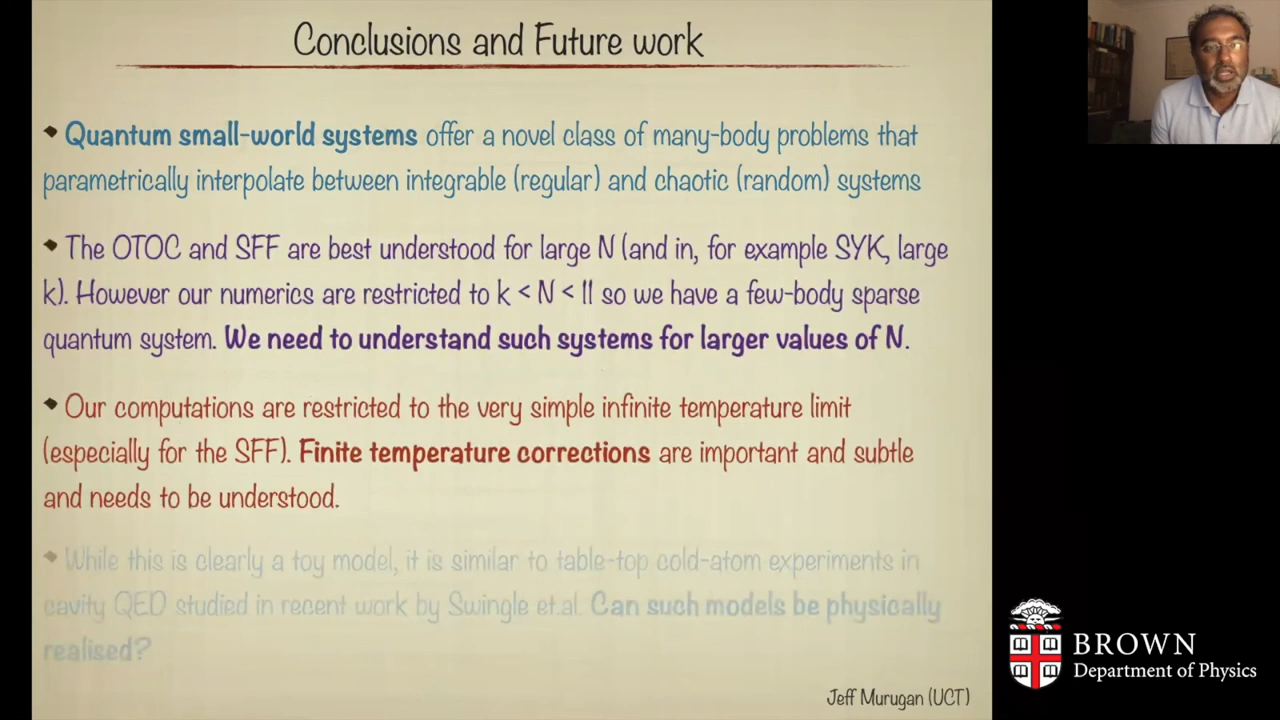 Conclusions and Future work
Quantum small-world systems offer a novel class of many-body problems that
parametrically interpolate between integrable (regular) and chaotic (random) systems
The OTOC and SFF are best understood for large N (and in, for example SYK, large
k). However our numerics are restricted to k < N < 11 so we have a few-body sparse
quantum system. We need to understand such systems for larger values of N.
Our computations are restricted to the very simple infinite temperature limit
(especially for the SFF). Finite temperature corrections are important and subtle
and needs to be understood.
While this is clearly a toy model, it is similar to table-top cold-atom experiments in
cavity QED studied in recent work by Swingle et.al. Can such models be physically
realised?
Jeff Murugan (UCT)
BROWN
Department of Physics